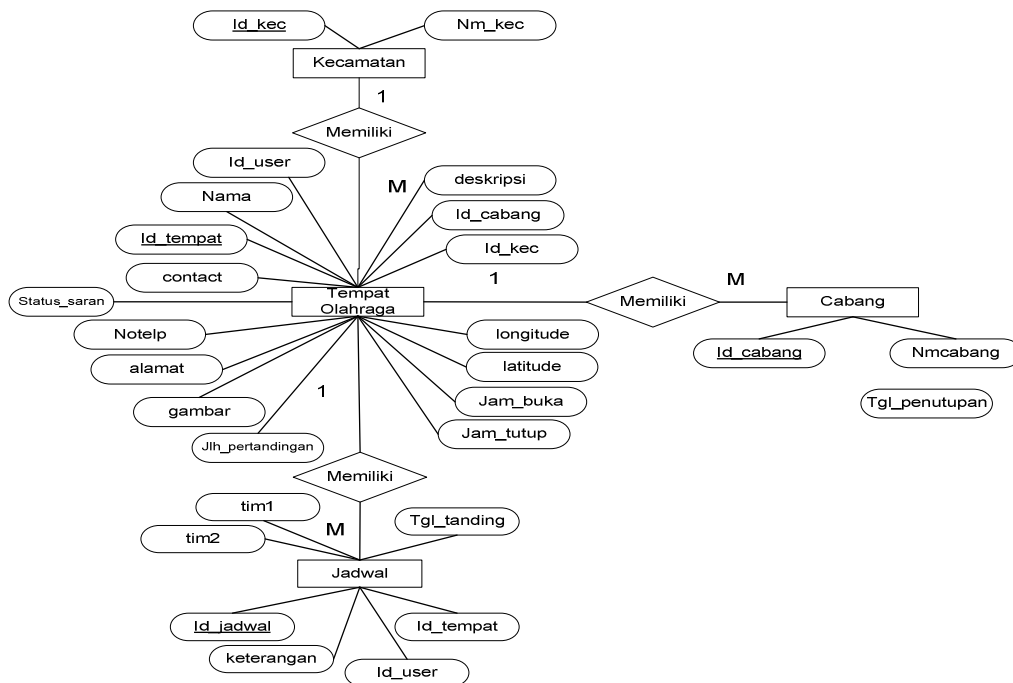 Id_kec
Nm_kec
Kecamatan
1
Memiliki
Id_user
M
deskripsi
Nama
Id_cabang
Id_tempat
Id_kec
contact
1
M
Status_saran
Tempat
Olahraga
Memiliki
Cabang
Notelp
longitude
Id_cabang
Nmcabang
alamat
latitude
gambar
1
Jam_buka
Tgl_penutupan
Jlh_pertandingan
Jam_tutup
Memiliki
tim1
M
Tgl_tanding
tim2
Jadwal
Id_jadwal
Id_tempat
keterangan
Id_user